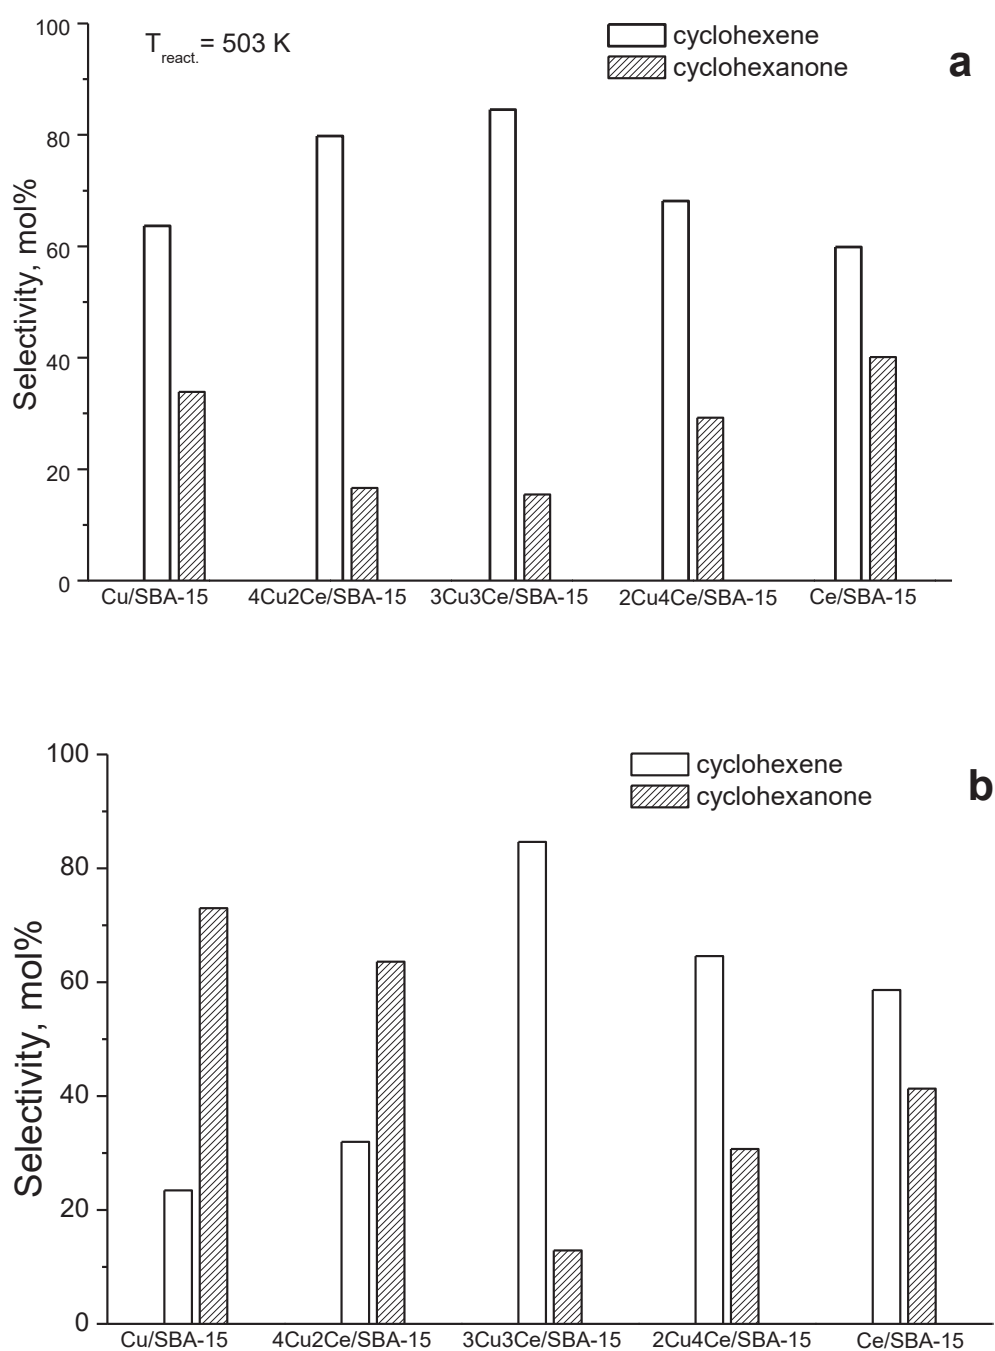 T react. = 503 K
cyclohexene
cyclohexanone
a
Selectivity, mol%
100
80
60
40
20
0
Cu/SBA-15 4Cu2Ce/SBA-15 3Cu3Ce/SBA-15 2Cu4Ce/SBA-15 Ce/SBA-15
cyclohexene
cyclohexanone
b
Selectivity, mol%
100
80
60
40
20
0
Cu/SBA-15 4Cu2Ce/SBA-15 3Cu3Ce/SBA-15 2Cu4Ce/SBA-15 Ce/SBA-15